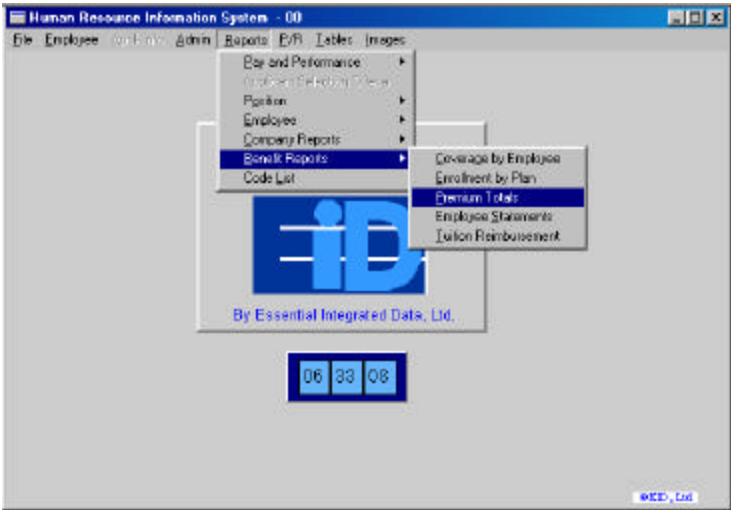 Human Resource Information System - 00
File Employee Admin Reports P/R Tables Images
Pay and Performance
Position
Employee
Company Reports
Benefit Reports
Code List
Coverage by Employee
Enrollment by Plan
Premium Totals
Employee Statements
Tuition Reimbursement
iD
By Essential Integrated Data, Ltd.
06 33 08
©EID, Ltd